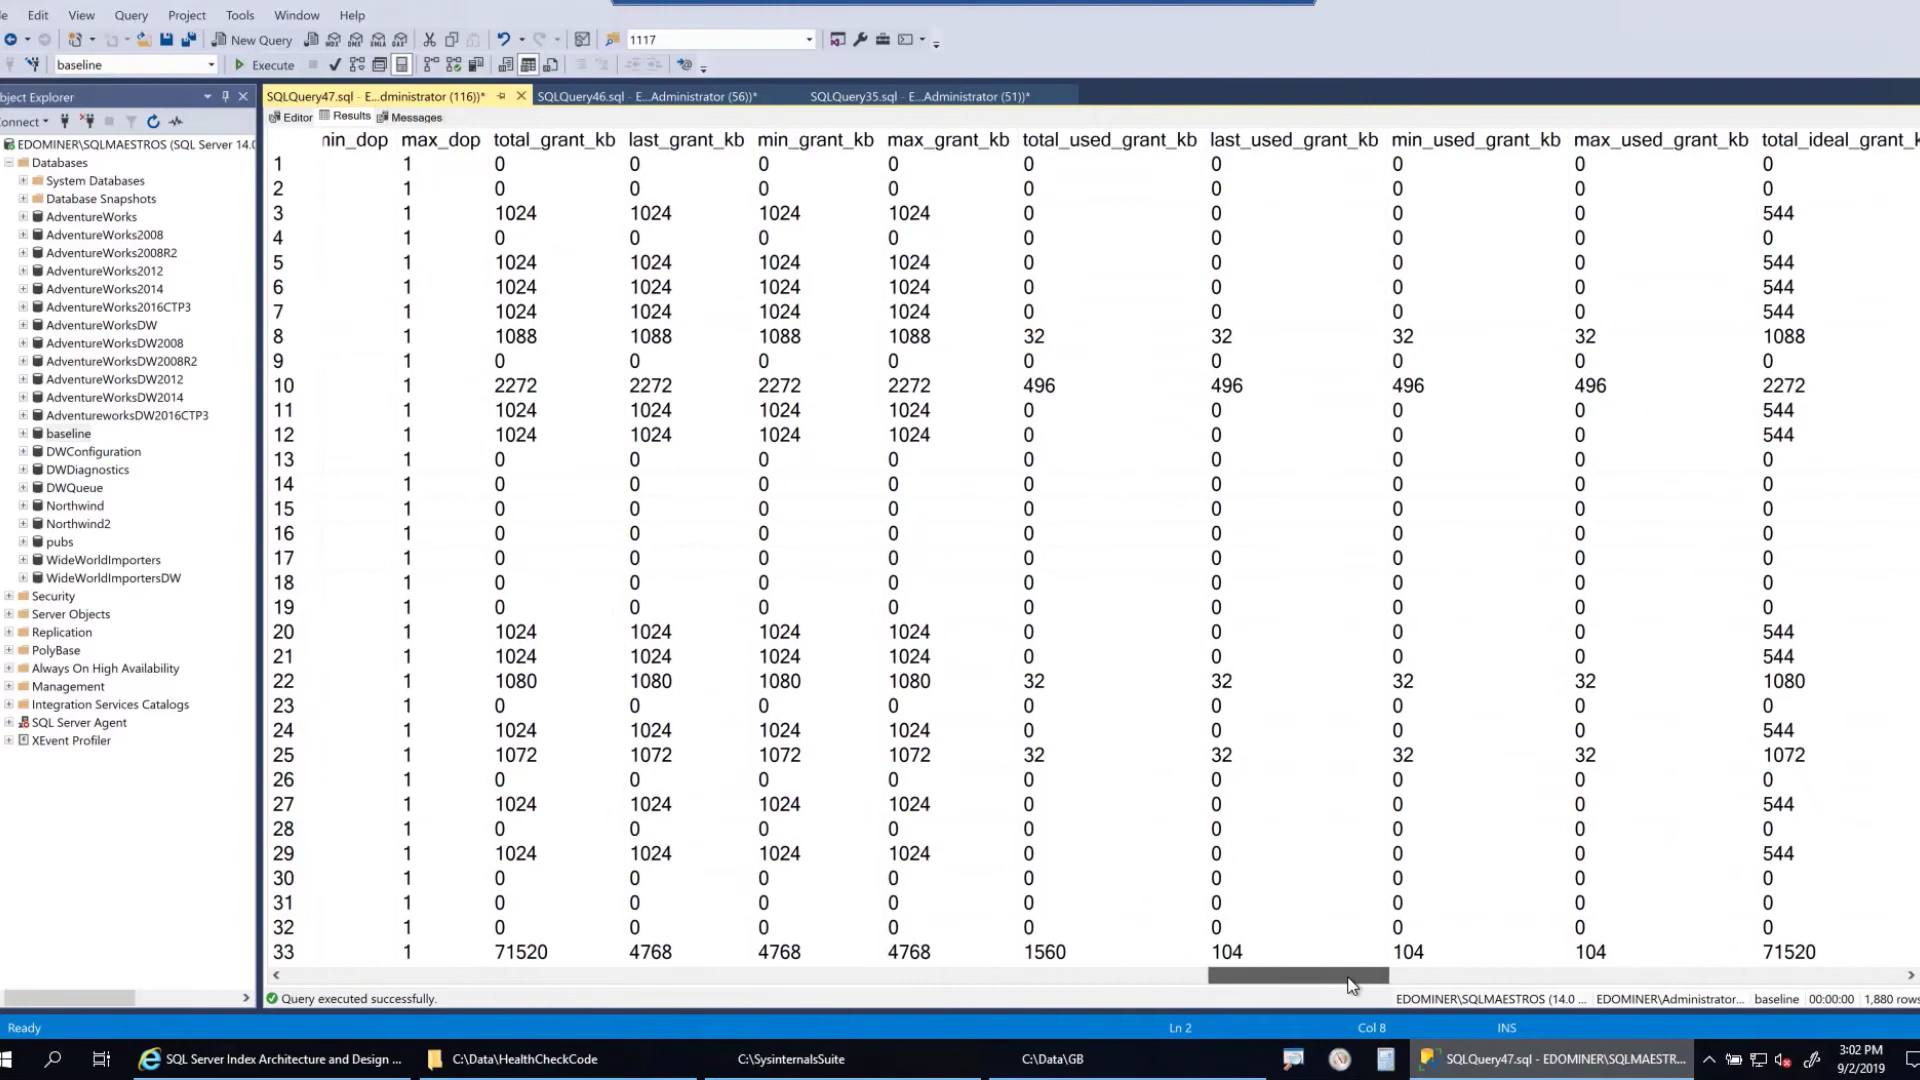 Edit View Query Project Tools Window Help
New Query 1117
baseline Execute
Object Explorer
Connect
EDOMINER\SQLMAESTROS (SQL Server 14.0
Databases
System Databases
Database Snapshots
AdventureWorks
AdventureWorks2008
AdventureWorks2008R2
AdventureWorks2012
AdventureWorks2014
AdventureWorks2016CTP3
AdventureWorksDW
AdventureWorksDW2008
AdventureWorksDW2008R2
AdventureWorksDW2012
AdventureWorksDW2014
AdventureworksDW2016CTP3
baseline
DWConfiguration
DWDiagnostics
DWQueue
Northwind
Northwind2
pubs
WideWorldImporters
WideWorldImportersDW
Security
Server Objects
Replication
PolyBase
Always On High Availability
Management
Integration Services Catalogs
SQL Server Agent
XEvent Profiler
SQLQuery47.sql - E...dministrator (116))* SQLQuery46.sql - E...Administrator (56))* SQLQuery35.sql - E...Administrator (51))*
Editor Results Messages
min_dop max_dop total_grant_kb last_grant_kb min_grant_kb max_grant_kb total_used_grant_kb last_used_grant_kb min_used_grant_kb max_used_grant_kb total_ideal_grant_k
1 1 0 0 0 0 0 0 0 0 0
2 1 0 0 0 0 0 0 0 0 0
3 1 1024 1024 1024 1024 0 0 0 0 544
4 1 0 0 0 0 0 0 0 0 0
5 1 1024 1024 1024 1024 0 0 0 0 544
6 1 1024 1024 1024 1024 0 0 0 0 544
7 1 1024 1024 1024 1024 0 0 0 0 544
8 1 1088 1088 1088 1088 32 32 32 32 1088
9 1 0 0 0 0 0 0 0 0 0
10 1 2272 2272 2272 2272 496 496 496 496 2272
11 1 1024 1024 1024 1024 0 0 0 0 544
12 1 1024 1024 1024 1024 0 0 0 0 544
13 1 0 0 0 0 0 0 0 0 0
14 1 0 0 0 0 0 0 0 0 0
15 1 0 0 0 0 0 0 0 0 0
16 1 0 0 0 0 0 0 0 0 0
17 1 0 0 0 0 0 0 0 0 0
18 1 0 0 0 0 0 0 0 0 0
19 1 0 0 0 0 0 0 0 0 0
20 1 1024 1024 1024 1024 0 0 0 0 544
21 1 1024 1024 1024 1024 0 0 0 0 544
22 1 1080 1080 1080 1080 32 32 32 32 1080
23 1 0 0 0 0 0 0 0 0 0
24 1 1024 1024 1024 1024 0 0 0 0 544
25 1 1072 1072 1072 1072 32 32 32 32 1072
26 1 0 0 0 0 0 0 0 0 0
27 1 1024 1024 1024 1024 0 0 0 0 544
28 1 0 0 0 0 0 0 0 0 0
29 1 1024 1024 1024 1024 0 0 0 0 544
30 1 0 0 0 0 0 0 0 0 0
31 1 0 0 0 0 0 0 0 0 0
32 1 0 0 0 0 0 0 0 0 0
33 1 71520 4768 4768 4768 1560 104 104 104 71520
Query executed successfully. EDOMINER\SQLMAESTROS (14.0 ... EDOMINER\Administrator... baseline 00:00:00 1,880 rows
Ready Ln 2 Col 8 INS
SQL Server Index Architecture and Design ... C:\Data\HealthCheckCode C:\SysinternalsSuite C:\Data\GB SQLQuery47.sql - EDOMINER\SQLMAESTR... 3:02 PM
9/2/2019